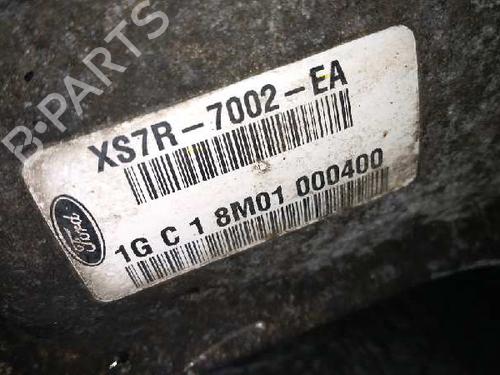 B-PARTS
XS7R-7002-EA
Ford
1G C 1 8M01 000400